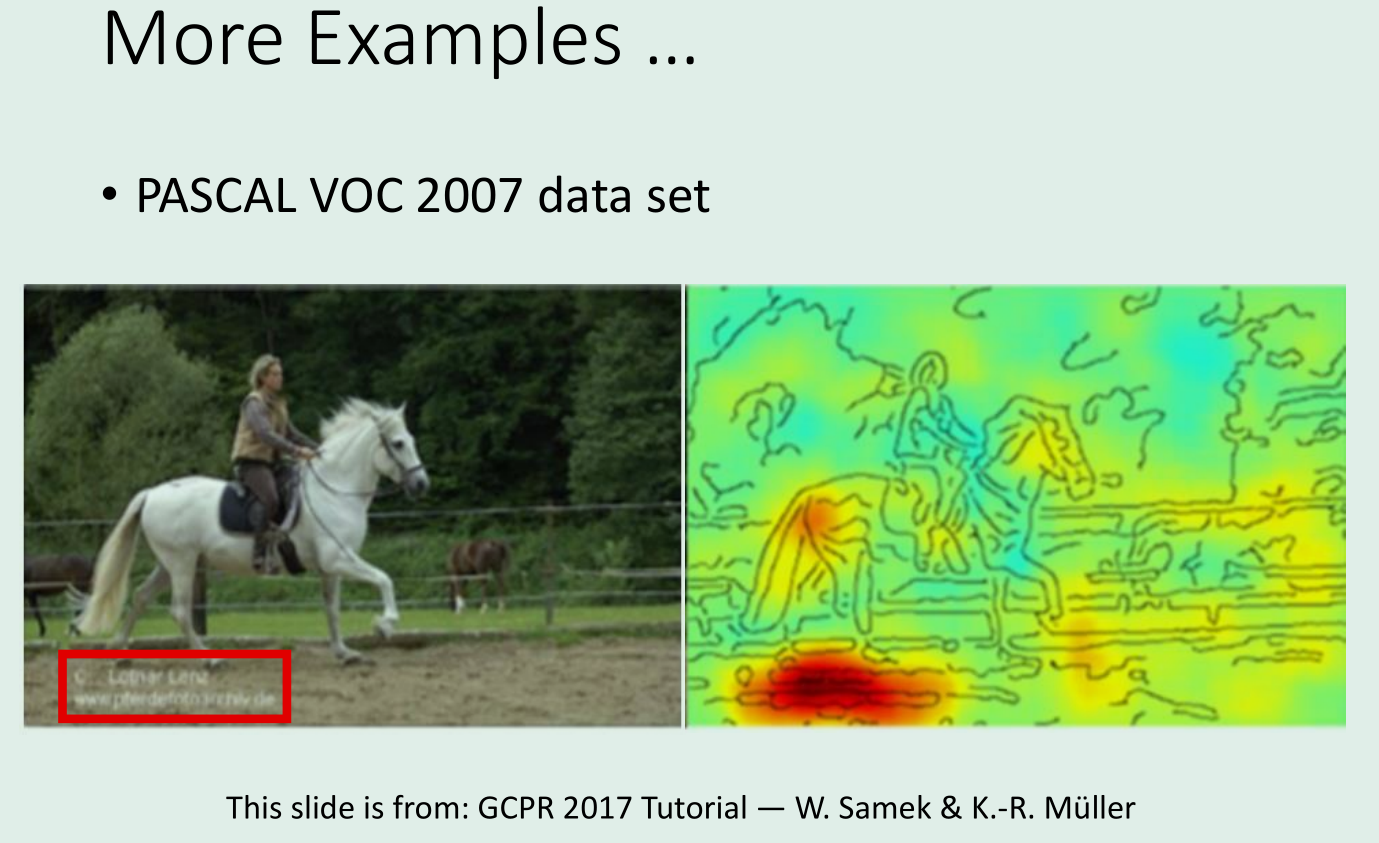 More Examples ...
• PASCAL VOC 2007 data set
© Lothar Lenz
www.pferdefotoarchiv.de
This slide is from: GCPR 2017 Tutorial — W. Samek & K.-R. Müller